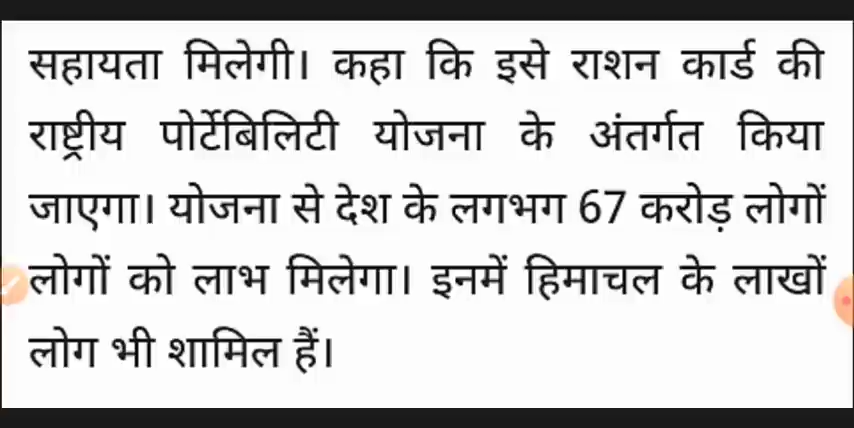 सहायता मिलेगी। कहा कि इसे राशन कार्ड की
राष्ट्रीय पोर्टेबिलिटी योजना के अंतर्गत किया
जाएगा। योजना से देश के लगभग 67 करोड़ लोगों
लोगों को लाभ मिलेगा। इनमें हिमाचल के लाखों
लोग भी शामिल हैं।